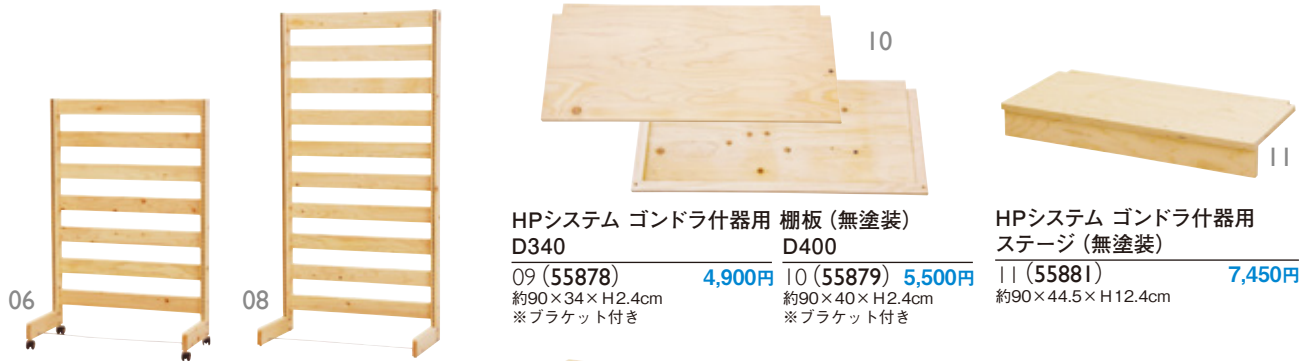 06
08
10
11
HPシステム ゴンドラ什器用 棚板（無塗装）
D340
D400
09（55878） 4,900円
約90×34×H2.4cm
※ブラケット付き
10（55879） 5,500円
約90×40×H2.4cm
※ブラケット付き
HPシステム ゴンドラ什器用
ステージ（無塗装）
11（55881） 7,450円
約90×44.5×H12.4cm